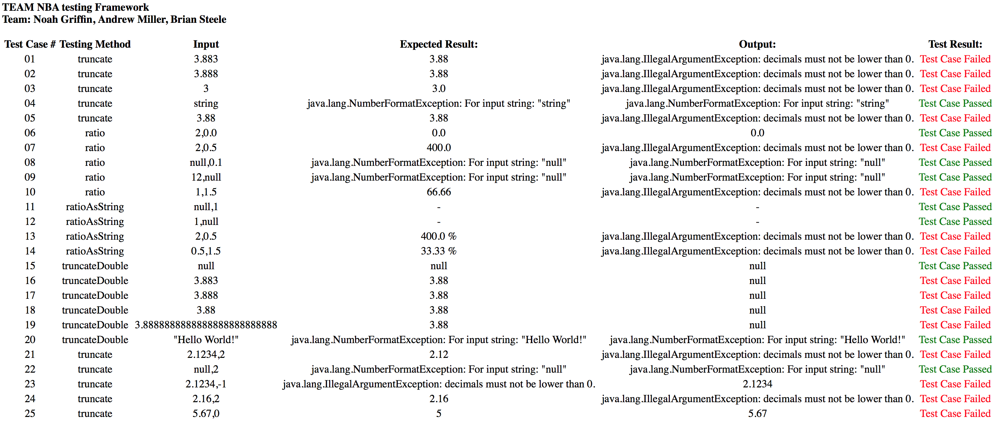 TEAM NBA testing Framework
Team: Noah Griffin, Andrew Miller, Brian Steele
Test Case # Testing Method Input Expected Result: Output: Test Result:
01 truncate 3.883 3.88 java.lang.IllegalArgumentException: decimals must not be lower than 0. Test Case Failed
02 truncate 3.888 3.88 java.lang.IllegalArgumentException: decimals must not be lower than 0. Test Case Failed
03 truncate 3 3.0 java.lang.IllegalArgumentException: decimals must not be lower than 0. Test Case Failed
04 truncate string java.lang.NumberFormatException: For input string: "string" java.lang.NumberFormatException: For input string: "string" Test Case Passed
05 truncate 3.88 3.88 java.lang.IllegalArgumentException: decimals must not be lower than 0. Test Case Failed
06 ratio 2,0.0 0.0 0.0 Test Case Passed
07 ratio 2,0.5 400.0 java.lang.IllegalArgumentException: decimals must not be lower than 0. Test Case Failed
08 ratio null,0.1 java.lang.NumberFormatException: For input string: "null" java.lang.NumberFormatException: For input string: "null" Test Case Passed
09 ratio 12,null java.lang.NumberFormatException: For input string: "null" java.lang.NumberFormatException: For input string: "null" Test Case Passed
10 ratio 1,1.5 66.66 java.lang.IllegalArgumentException: decimals must not be lower than 0. Test Case Failed
11 ratioAsString null,1 - - Test Case Passed
12 ratioAsString 1,null - - Test Case Passed
13 ratioAsString 2,0.5 400.0 % java.lang.IllegalArgumentException: decimals must not be lower than 0. Test Case Failed
14 ratioAsString 0.5,1.5 33.33 % java.lang.IllegalArgumentException: decimals must not be lower than 0. Test Case Failed
15 truncateDouble null null null Test Case Passed
16 truncateDouble 3.883 3.88 null Test Case Failed
17 truncateDouble 3.888 3.88 null Test Case Failed
18 truncateDouble 3.88 3.88 null Test Case Failed
19 truncateDouble 3.8888888888888888888888888 3.88 null Test Case Failed
20 truncateDouble "Hello World!" java.lang.NumberFormatException: For input string: "Hello World!" java.lang.NumberFormatException: For input string: "Hello World!" Test Case Passed
21 truncate 2.1234,2 2.12 java.lang.IllegalArgumentException: decimals must not be lower than 0. Test Case Failed
22 truncate null,2 java.lang.NumberFormatException: For input string: "null" java.lang.NumberFormatException: For input string: "null" Test Case Passed
23 truncate 2.1234,-1 java.lang.IllegalArgumentException: decimals must not be lower than 0. 2.1234 Test Case Failed
24 truncate 2.16,2 2.16 java.lang.IllegalArgumentException: decimals must not be lower than 0. Test Case Failed
25 truncate 5.67,0 5 5.67 Test Case Failed